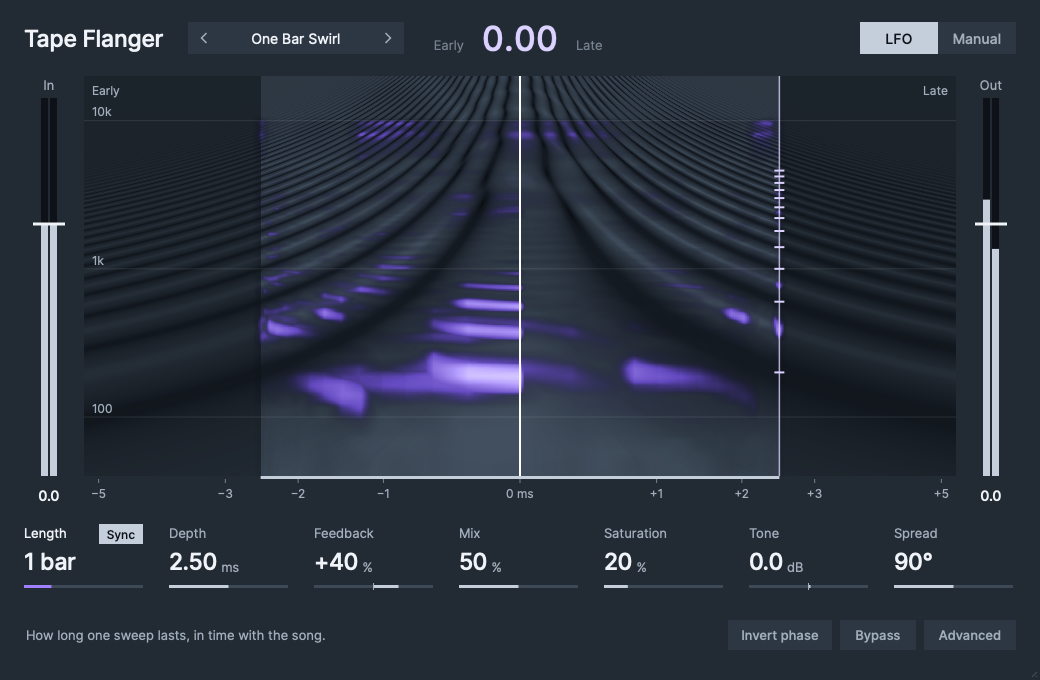 Tape Flanger
One Bar Swirl
Early 0.00 Late
LFO Manual
In
Out
Early
Late
10k
1k
100
0.0
−5 −3 −2 −1 0 ms +1 +2 +3 +5
0.0
Length Sync Depth Feedback Mix Saturation Tone Spread
1 bar 2.50 ms +40 % 50 % 20 % 0.0 dB 90°
How long one sweep lasts, in time with the song.
Invert phase Bypass Advanced